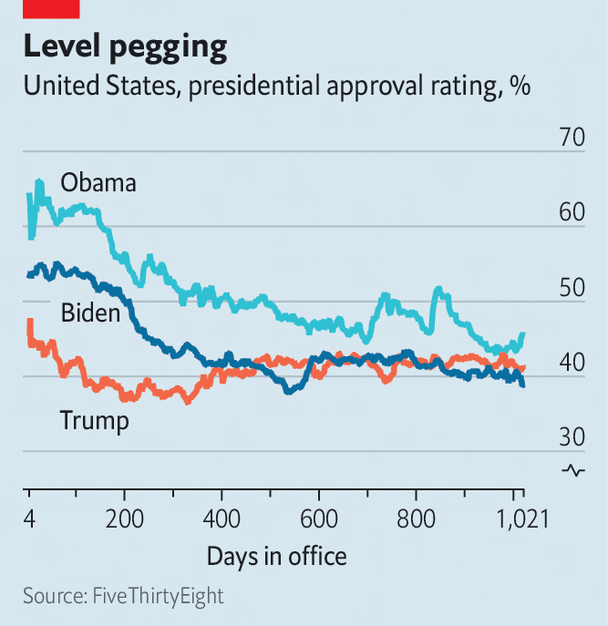 Level pegging
United States, presidential approval rating, %
70
Obama
60
50
Biden
40
Trump
30
4 200 400 600 800 1,021
Days in office
Source: FiveThirtyEight